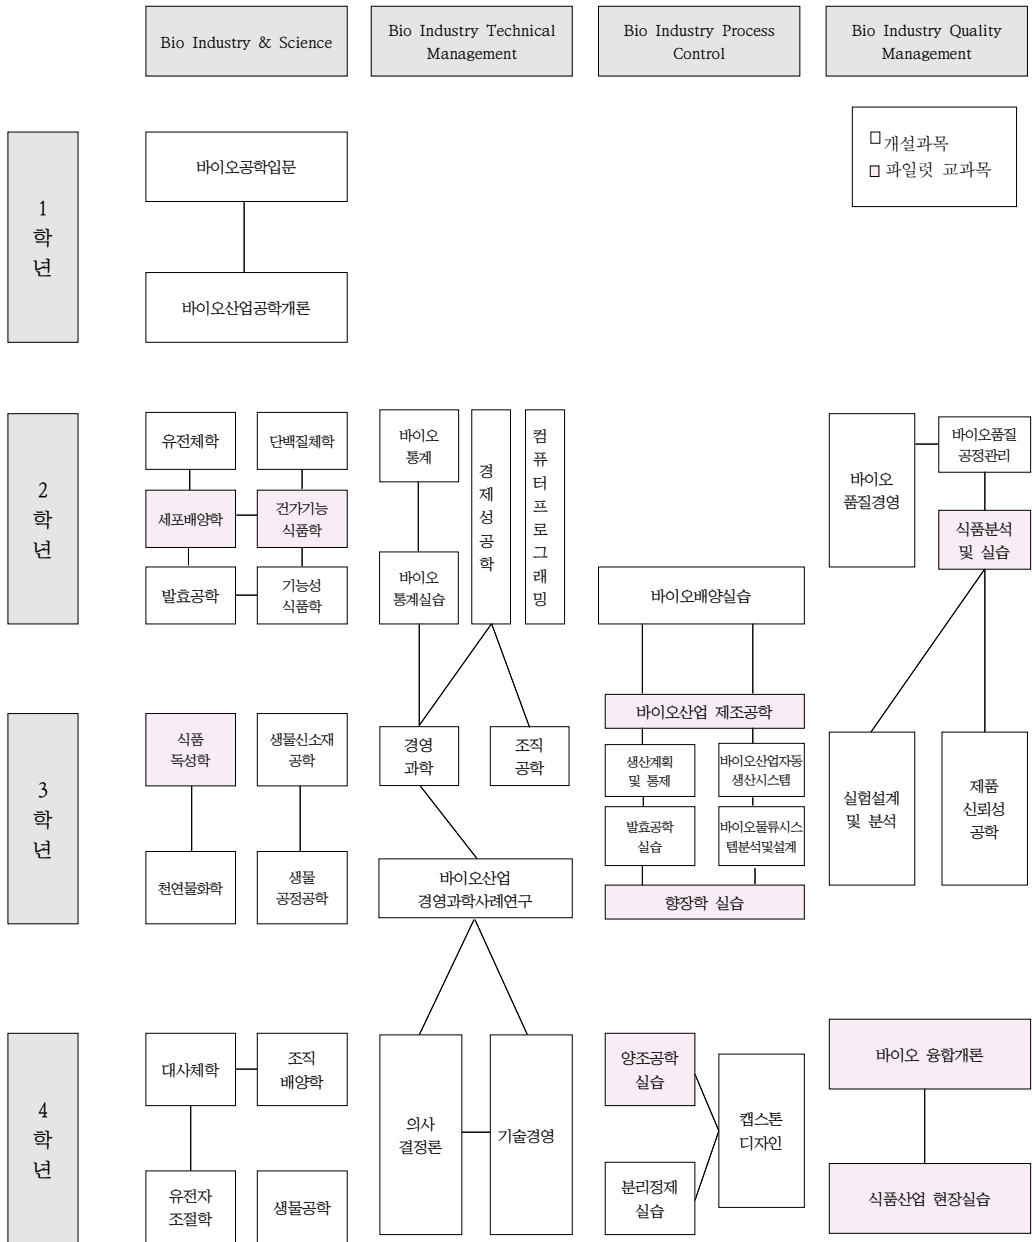 Bio Industry & Science
Bio Industry Technical
Management
Bio Industry Process
Control
Bio Industry Quality
Management
개설과목
파일럿 교과목
1
학
년
바이오공학입문
바이오산업공학개론
2
학
년
유전체학
단백질체학
세포배양학
건가기능
식품학
발효공학
기능성
식품학
바이오
통계
바이오
통계실습
경
제
성
공
학
컴
퓨
터
프
로
그
래
밍
바이오배양실습
바이오
품질경영
바이오품질
공정관리
식품분석
및 실습
3
학
년
식품
독성학
생물신소재
공학
천연물화학
생물
공정공학
경영
과학
조직
공학
바이오산업
경영과학사례연구
바이오산업 제조공학
생산계획
및 통제
바이오산업자동
생산시스템
발효공학
실습
바이오물류시스
템분석및설계
향장학 실습
실험설계
및 분석
제품
신뢰성
공학
4
학
년
대사체학
조직
배양학
유전자
조절학
생물공학
의사
결정론
기술경영
양조공학
실습
분리정제
실습
캡스톤
디자인
바이오 융합개론
식품산업 현장실습